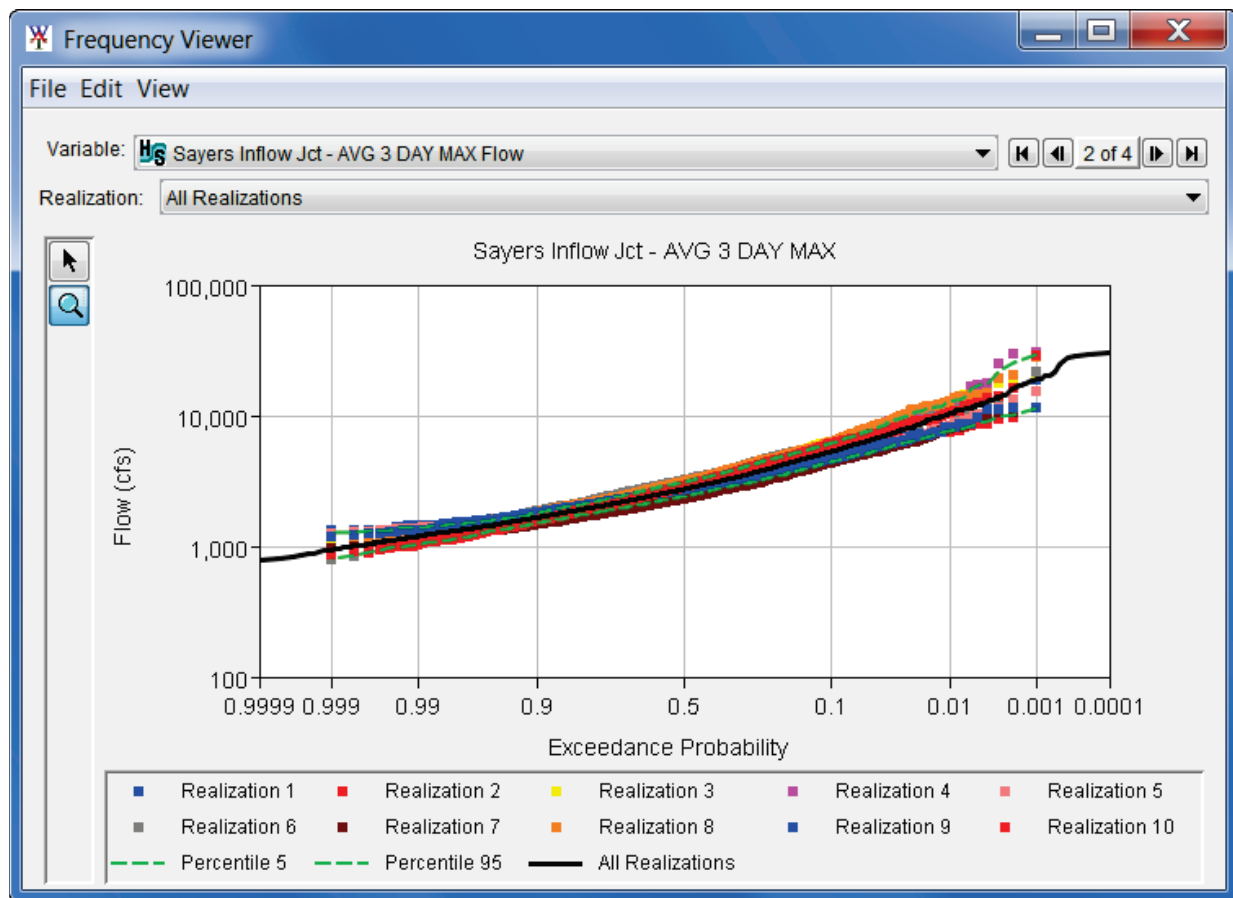 Frequency Viewer
File Edit View
Variable: HS Sayers Inflow Jct - AVG 3 DAY MAX Flow 2 of 4
Realization: All Realizations
Sayers Inflow Jct - AVG 3 DAY MAX
100,000
10,000
1,000
100
Flow (cfs)
0.9999 0.999 0.99 0.9 0.5 0.1 0.01 0.001 0.0001
Exceedance Probability
Realization 1 Realization 2 Realization 3 Realization 4 Realization 5
Realization 6 Realization 7 Realization 8 Realization 9 Realization 10
Percentile 5 Percentile 95 All Realizations